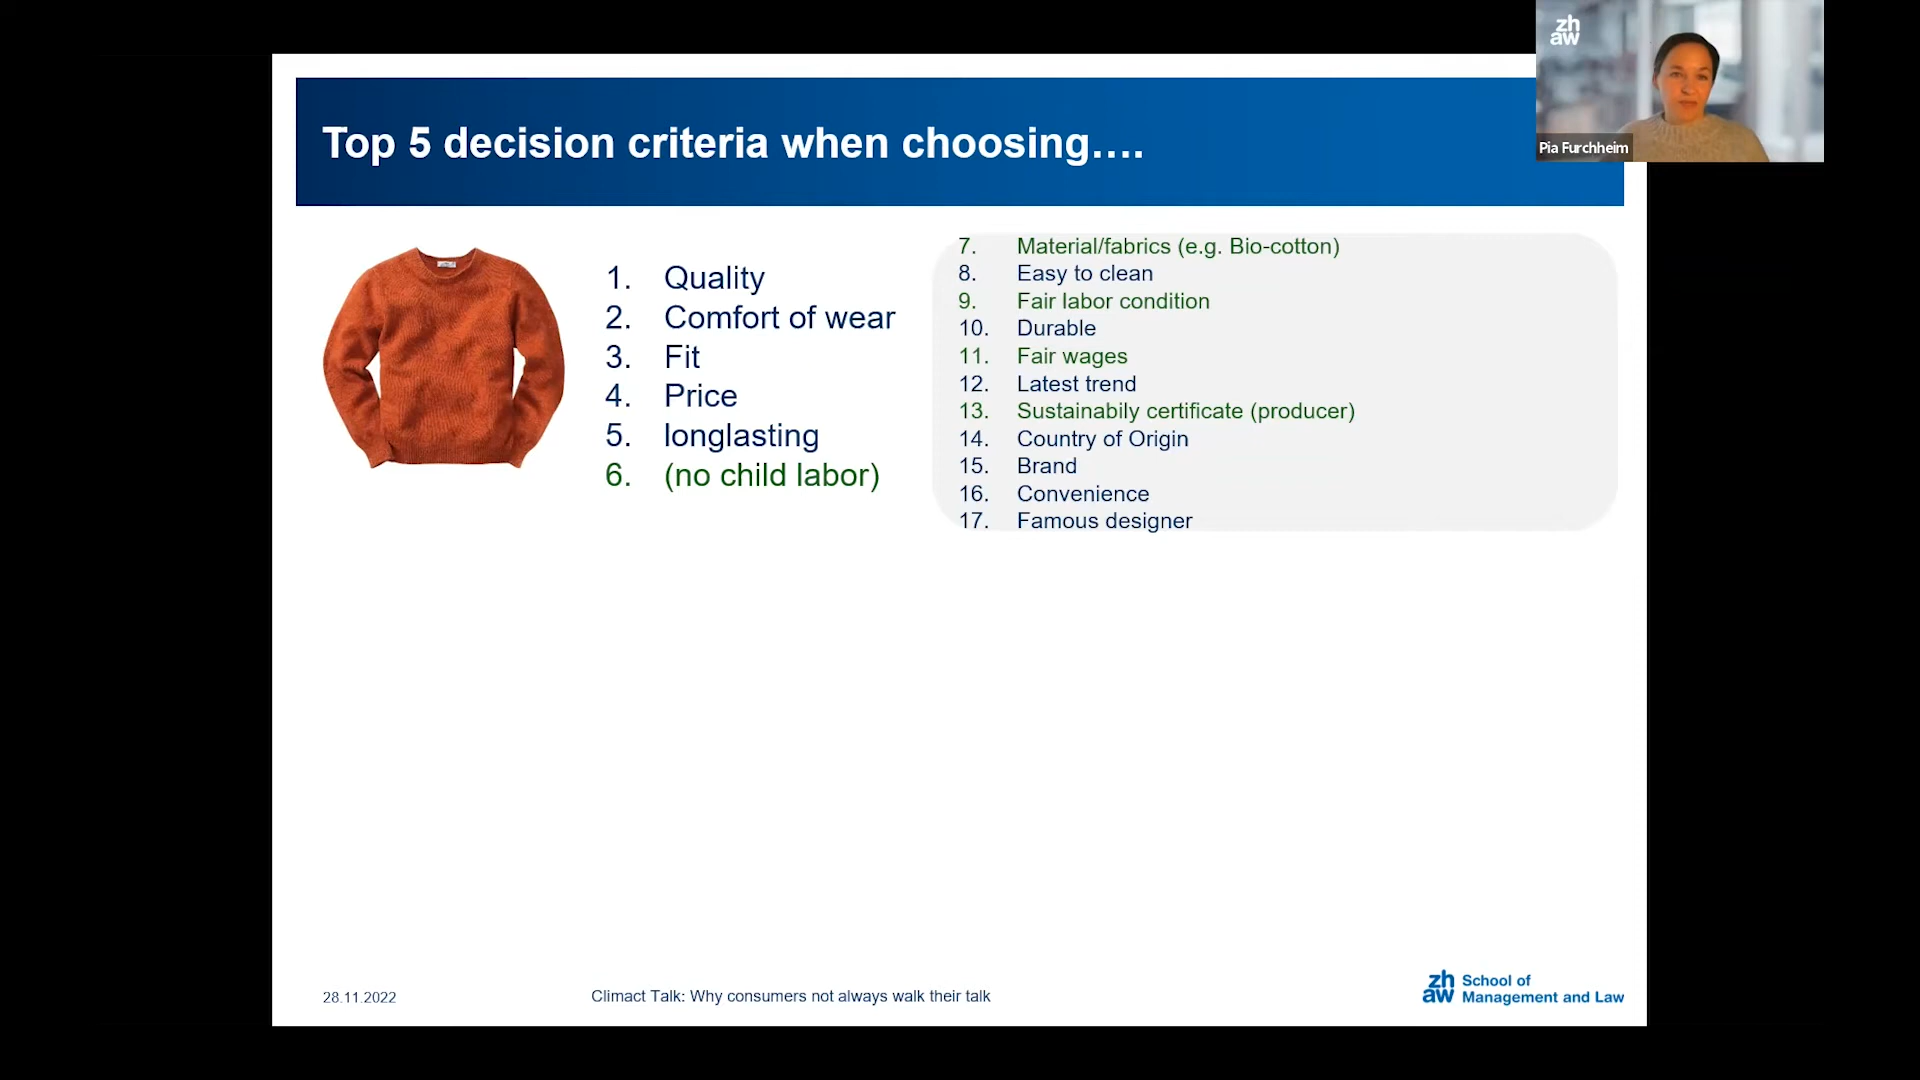 zh
aw
Pia Furchheim
Top 5 decision criteria when choosing....
1. Quality
2. Comfort of wear
3. Fit
4. Price
5. longlasting
6. (no child labor)
7. Material/fabrics (e.g. Bio-cotton)
8. Easy to clean
9. Fair labor condition
10. Durable
11. Fair wages
12. Latest trend
13. Sustainabily certificate (producer)
14. Country of Origin
15. Brand
16. Convenience
17. Famous designer
28.11.2022
Climact Talk: Why consumers not always walk their talk
zh
aw
School of
Management and Law